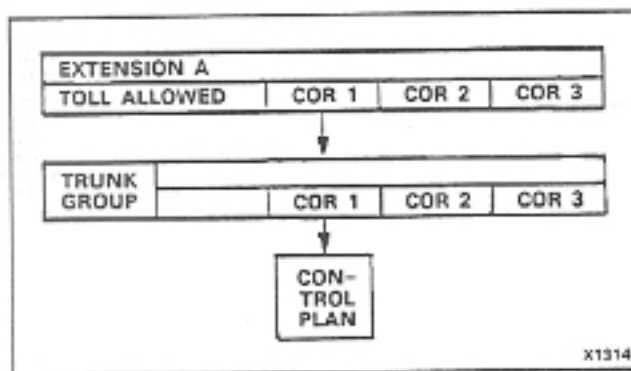 EXTENSION A
TOLL ALLOWED COR 1 COR 2 COR 3
TRUNK
GROUP
COR 1 COR 2 COR 3
CON–
TROL
PLAN
X1314